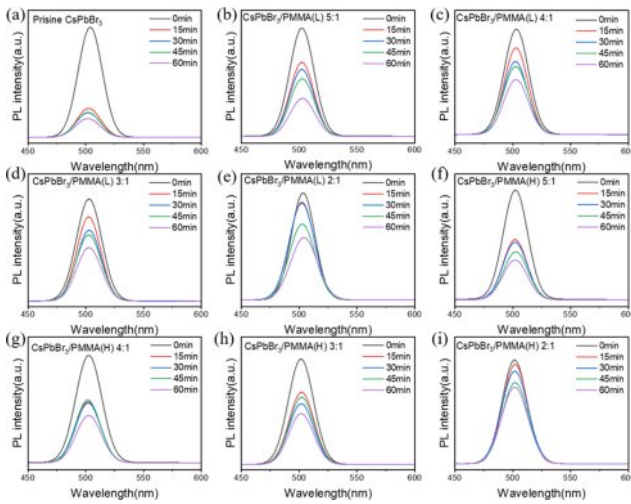 (a) Prisine CsPbBr3
0min
15min
30min
45min
60min
PL intensity(a.u.)
450 500 550 600
Wavelength(nm)
(b) CsPbBr3/PMMA(L) 5:1
0min
15min
30min
45min
60min
PL intensity(a.u.)
450 500 550 600
Wavelength(nm)
(c) CsPbBr3/PMMA(L) 4:1
0min
15min
30min
45min
60min
PL intensity(a.u.)
450 500 550 600
Wavelength(nm)
(d) CsPbBr3/PMMA(L) 3:1
0min
15min
30min
45min
60min
PL intensity(a.u.)
450 500 550 600
Wavelength(nm)
(e) CsPbBr3/PMMA(L) 2:1
0min
15min
30min
45min
60min
PL intensity(a.u.)
450 500 550 600
Wavelength(nm)
(f) CsPbBr3/PMMA(H) 5:1
0min
15min
30min
45min
60min
PL intensity(a.u.)
450 500 550 600
Wavelength(nm)
(g) CsPbBr3/PMMA(H) 4:1
0min
15min
30min
45min
60min
PL intensity(a.u.)
450 500 550 600
Wavelength(nm)
(h) CsPbBr3/PMMA(H) 3:1
0min
15min
30min
45min
60min
PL intensity(a.u.)
450 500 550 600
Wavelength(nm)
(i) CsPbBr3/PMMA(H) 2:1
0min
15min
30min
45min
60min
PL intensity(a.u.)
450 500 550 600
Wavelength(nm)